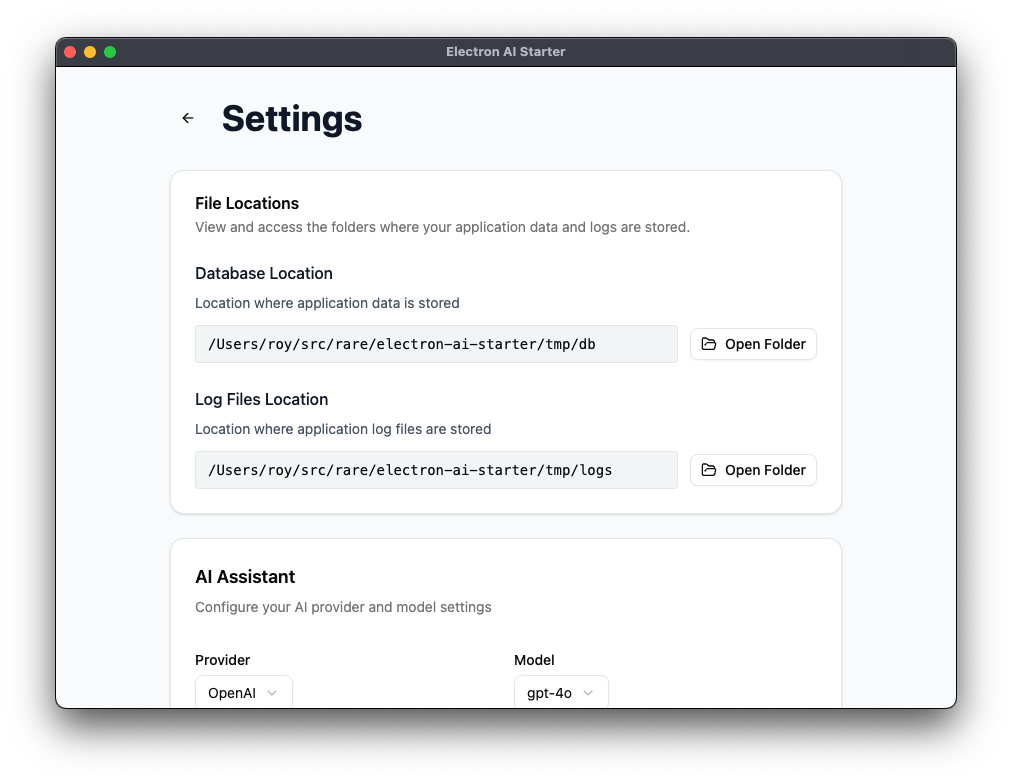 Electron AI Starter
Settings
File Locations
View and access the folders where your application data and logs are stored.
Database Location
Location where application data is stored
/Users/roy/src/rare/electron-ai-starter/tmp/db
Open Folder
Log Files Location
Location where application log files are stored
/Users/roy/src/rare/electron-ai-starter/tmp/logs
Open Folder
AI Assistant
Configure your AI provider and model settings
Provider
Model
OpenAI
gpt-4o